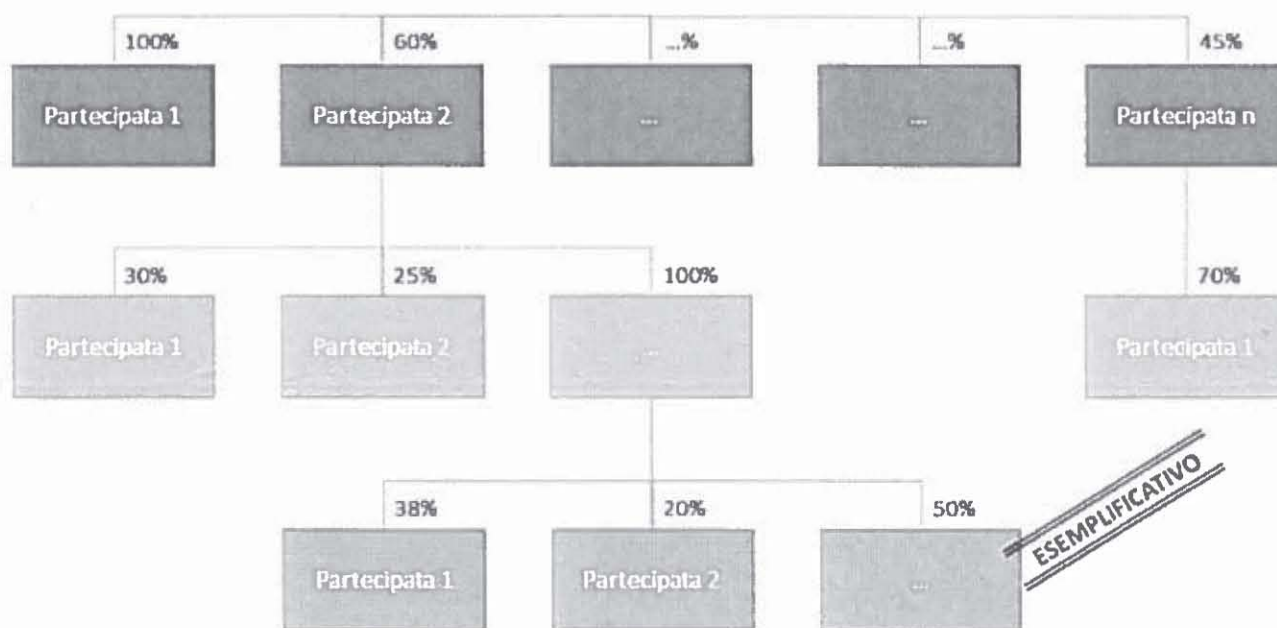 100% 60% ...% ...% 45%
Partecipata 1 Partecipata 2 ... ... Partecipata n
30% 25% 100% 70%
Partecipata 1 Partecipata 2 ... Partecipata 1
38% 20% 50%
ESEMPLIFICATIVO
Partecipata 1 Partecipata 2 ...